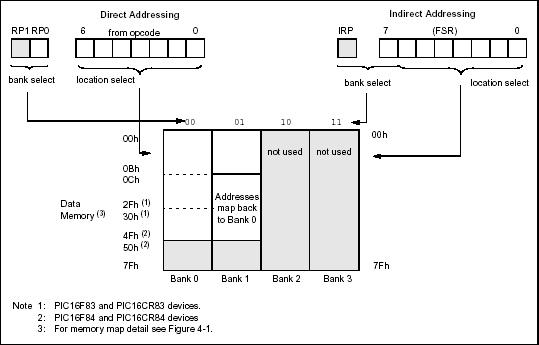 Direct Addressing
Indirect Addressing
RP1 RP0
6
from opcode
0
IRP
7
(FSR)
0
bank select
location select
bank select
location select
00
01
10
11
00h
00h
not used
not used
0Bh
0Ch
Addresses
map back
to Bank 0
Data
Memory (3)
2Fh (1)
30h (1)
4Fh (2)
50h (2)
7Fh
7Fh
Bank 0
Bank 1
Bank 2
Bank 3
Note 1: PIC16F83 and PIC16CR83 devices.
2: PIC16F84 and PIC16CR84 devices
3: For memory map detail see Figure 4-1.